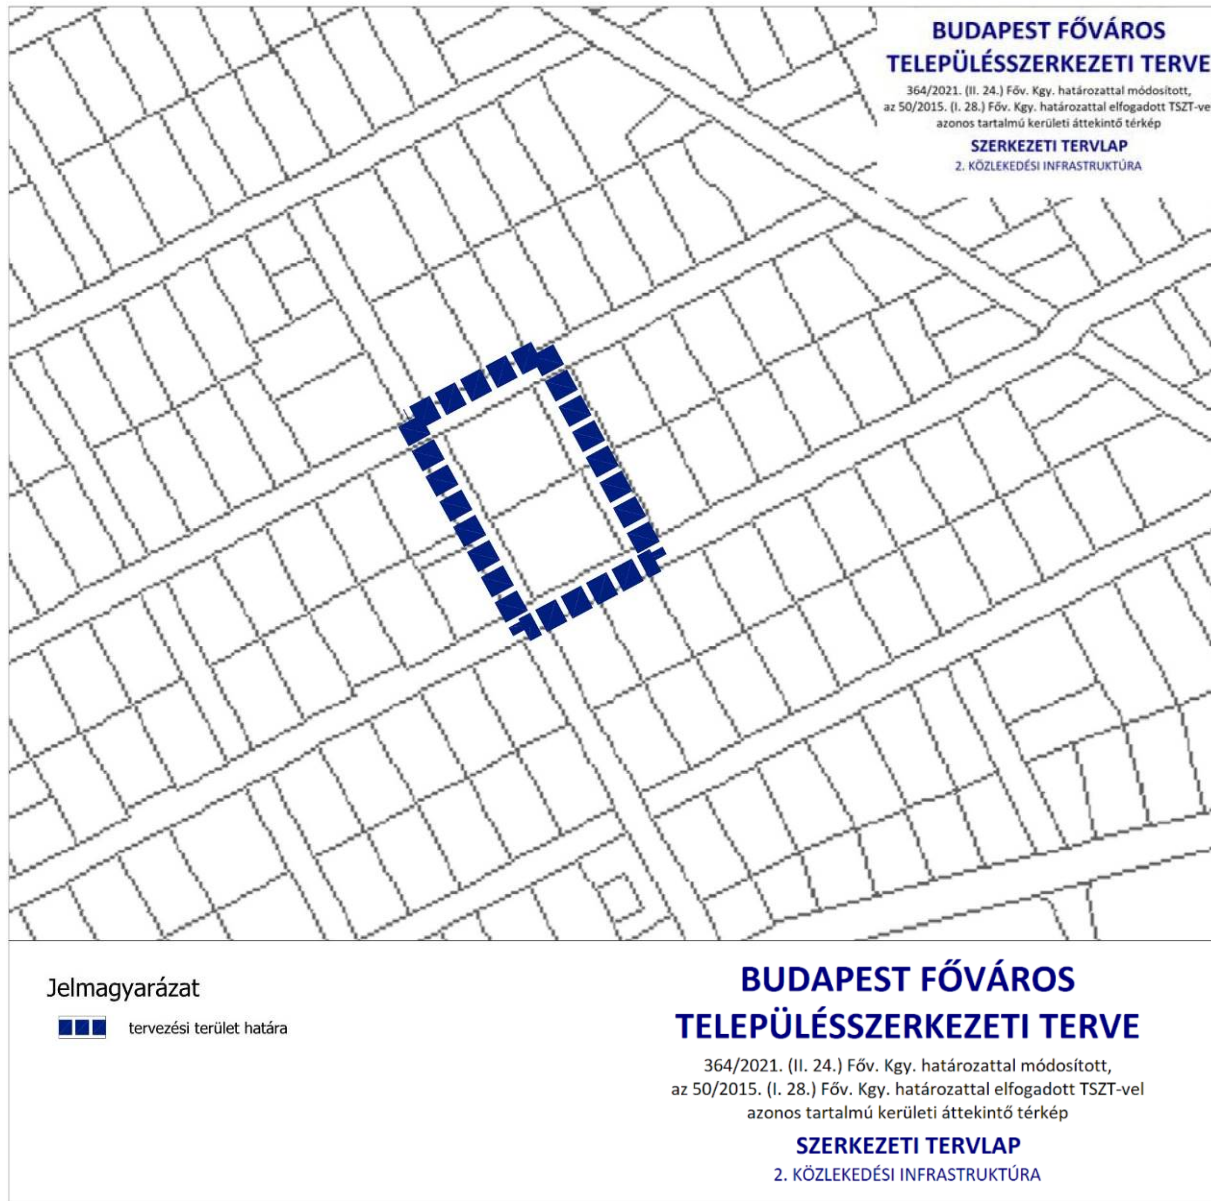 BUDAPEST FŐVÁROS
TELEPÜLÉSSZERKEZETI TERVE
364/2021. (II. 24.) Főv. Kgy. határozattal módosított,
az 50/2015. (I. 28.) Főv. Kgy. határozattal elfogadott TSZT-ve
azonos tartalmú kerületi áttekintő térkép
SZERKEZETI TERVLAP
2. KÖZLEKEDÉSI INFRASTRUKTÚRA
Jelmagyarázat
tervezési terület határa
BUDAPEST FŐVÁROS
TELEPÜLÉSSZERKEZETI TERVE
364/2021. (II. 24.) Főv. Kgy. határozattal módosított,
az 50/2015. (I. 28.) Főv. Kgy. határozattal elfogadott TSZT-vel
azonos tartalmú kerületi áttekintő térkép
SZERKEZETI TERVLAP
2. KÖZLEKEDÉSI INFRASTRUKTÚRA